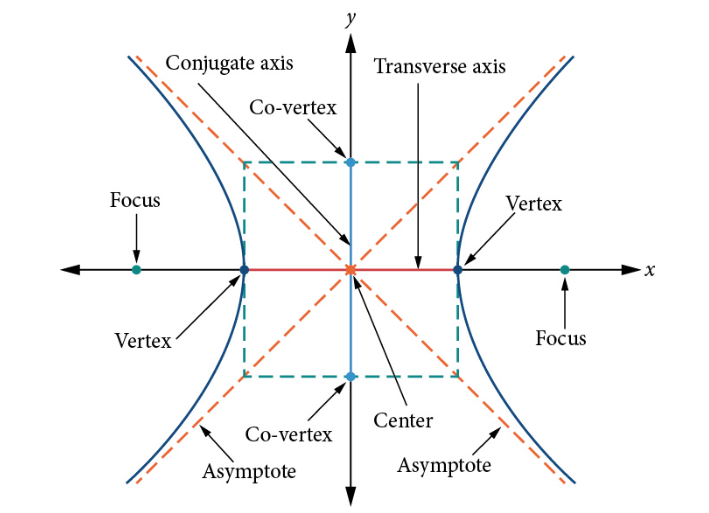 y
Conjugate axis
Transverse axis
Co-vertex
Focus
Vertex
x
Vertex
Focus
Co-vertex
Center
Asymptote
Asymptote